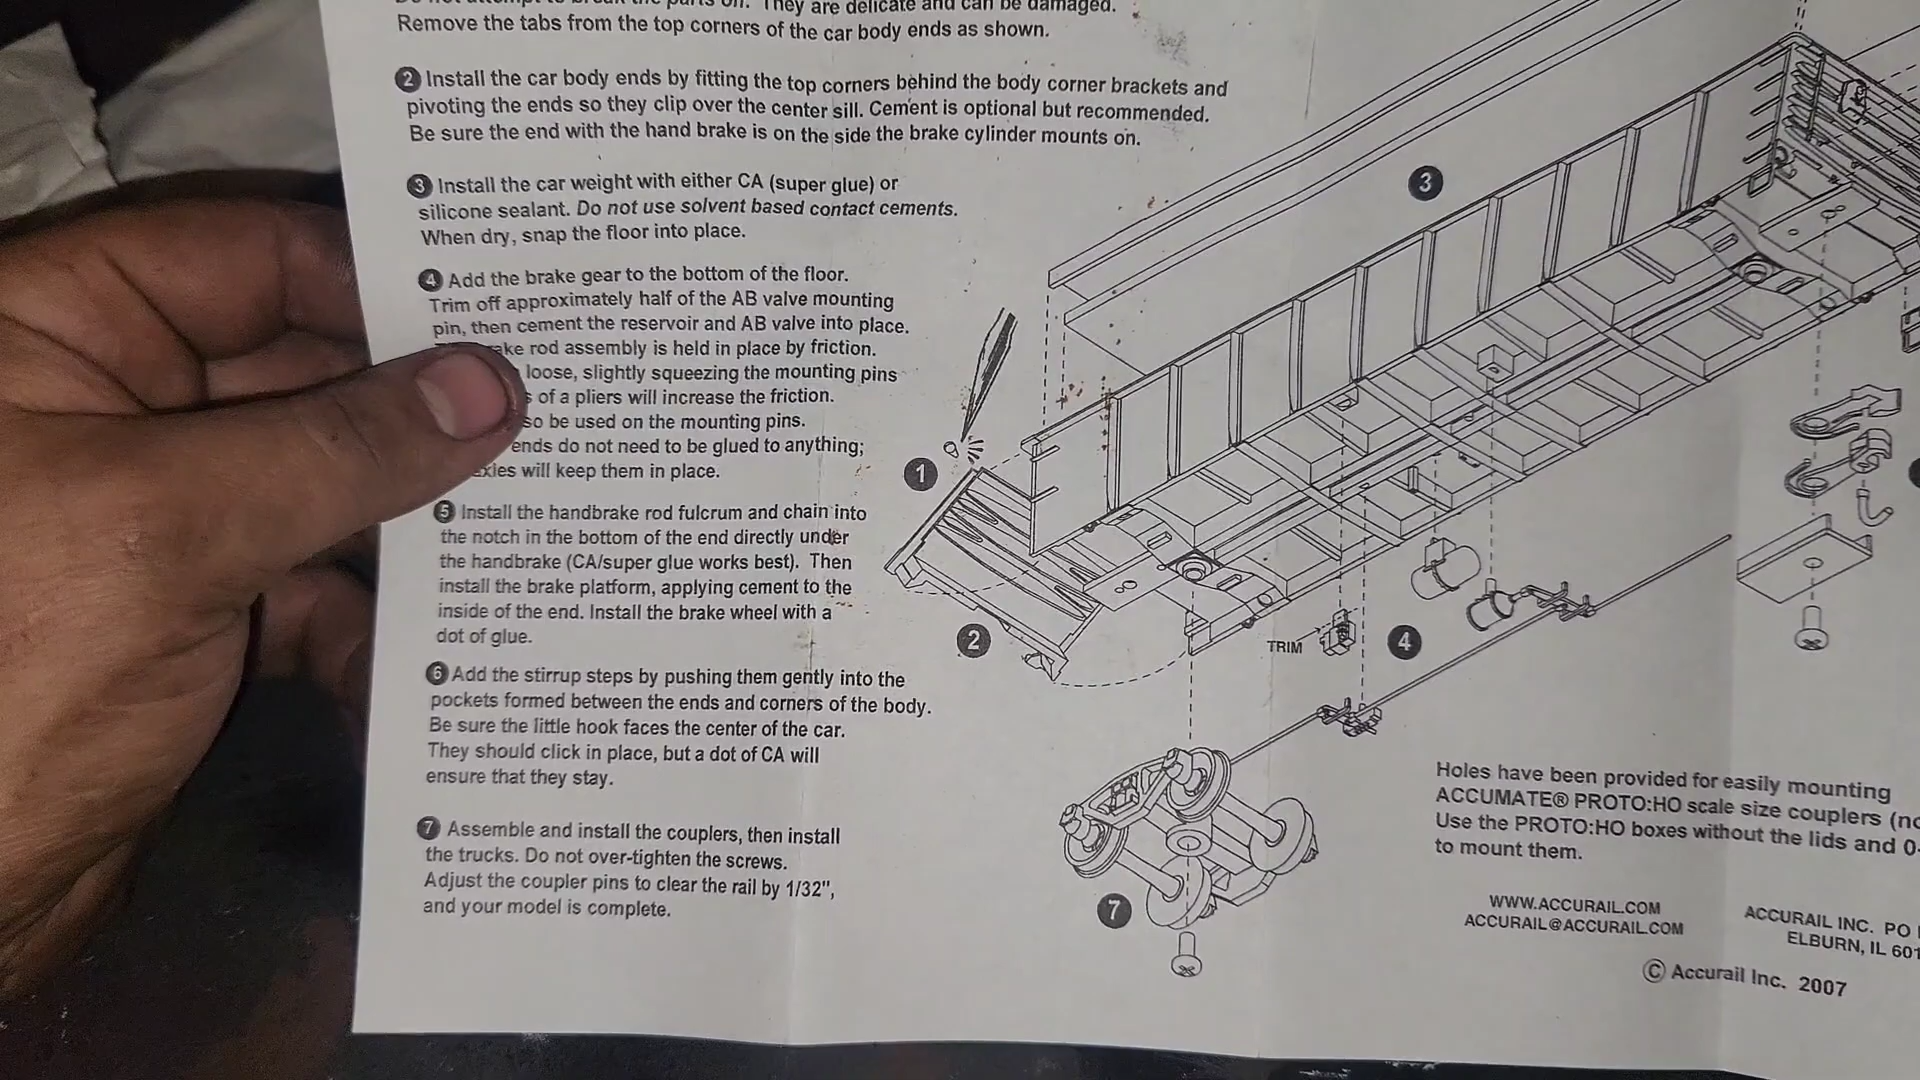 They are delicate and can be damaged.
Remove the tabs from the top corners of the car body ends as shown.
2 Install the car body ends by fitting the top corners behind the body corner brackets and
pivoting the ends so they clip over the center sill. Cement is optional but recommended.
Be sure the end with the hand brake is on the side the brake cylinder mounts on.
3 Install the car weight with either CA (super glue) or
silicone sealant. Do not use solvent based contact cements.
When dry, snap the floor into place.
4 Add the brake gear to the bottom of the floor.
Trim off approximately half of the AB valve mounting
pin, then cement the reservoir and AB valve into place.
rod assembly is held in place by friction.
loose, slightly squeezing the mounting pins
of a pliers will increase the friction.
be used on the mounting pins.
ends do not need to be glued to anything;
will keep them in place.
5 Install the handbrake rod fulcrum and chain into
the notch in the bottom of the end directly under
the handbrake (CA/super glue works best). Then
install the brake platform, applying cement to the
inside of the end. Install the brake wheel with a
dot of glue.
6 Add the stirrup steps by pushing them gently into the
pockets formed between the ends and corners of the body.
Be sure the little hook faces the center of the car.
They should click in place, but a dot of CA will
ensure that they stay.
7 Assemble and install the couplers, then install
the trucks. Do not over-tighten the screws.
Adjust the coupler pins to clear the rail by 1/32",
and your model is complete.
3
1
2
TRIM
4
7
Holes have been provided for easily mounting
ACCUMATE® PROTO:HO scale size couplers
Use the PROTO:HO boxes without the lids and
to mount them.
WWW.ACCURAIL.COM
ACCURAIL@ACCURAIL.COM
ACCURAIL INC. PO
ELBURN, IL
© Accurail Inc. 2007